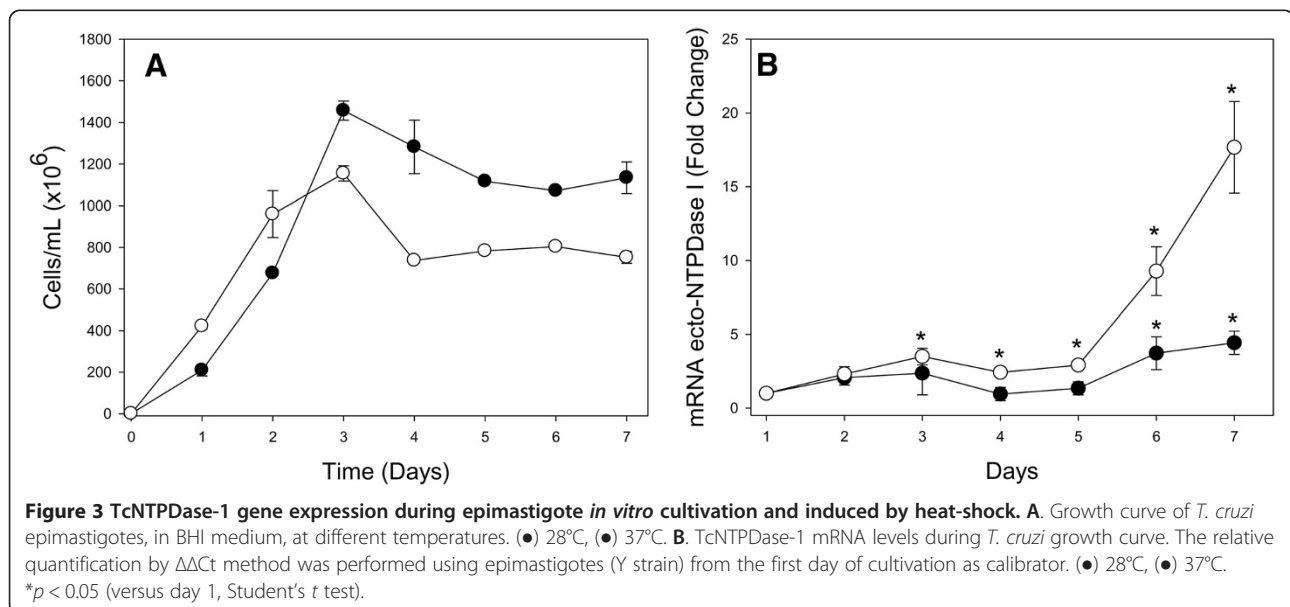 A
1800
1600
1400
1200
1000
800
600
400
200
0
Cells/mL (x10⁶)
0 1 2 3 4 5 6 7
Time (Days)
B
25
20
15
10
5
0
mRNA ecto-NTPDase I (Fold Change)
* * * * * * *
1 2 3 4 5 6 7
Days
Figure 3 TcNTPDase-1 gene expression during epimastigote in vitro cultivation and induced by heat-shock. A. Growth curve of T. cruzi
epimastigotes, in BHI medium, at different temperatures. (●) 28°C, (●) 37°C. B. TcNTPDase-1 mRNA levels during T. cruzi growth curve. The relative
quantification by ΔΔCt method was performed using epimastigotes (Y strain) from the first day of cultivation as calibrator. (●) 28°C, (●) 37°C.
*p < 0.05 (versus day 1, Student’s t test).